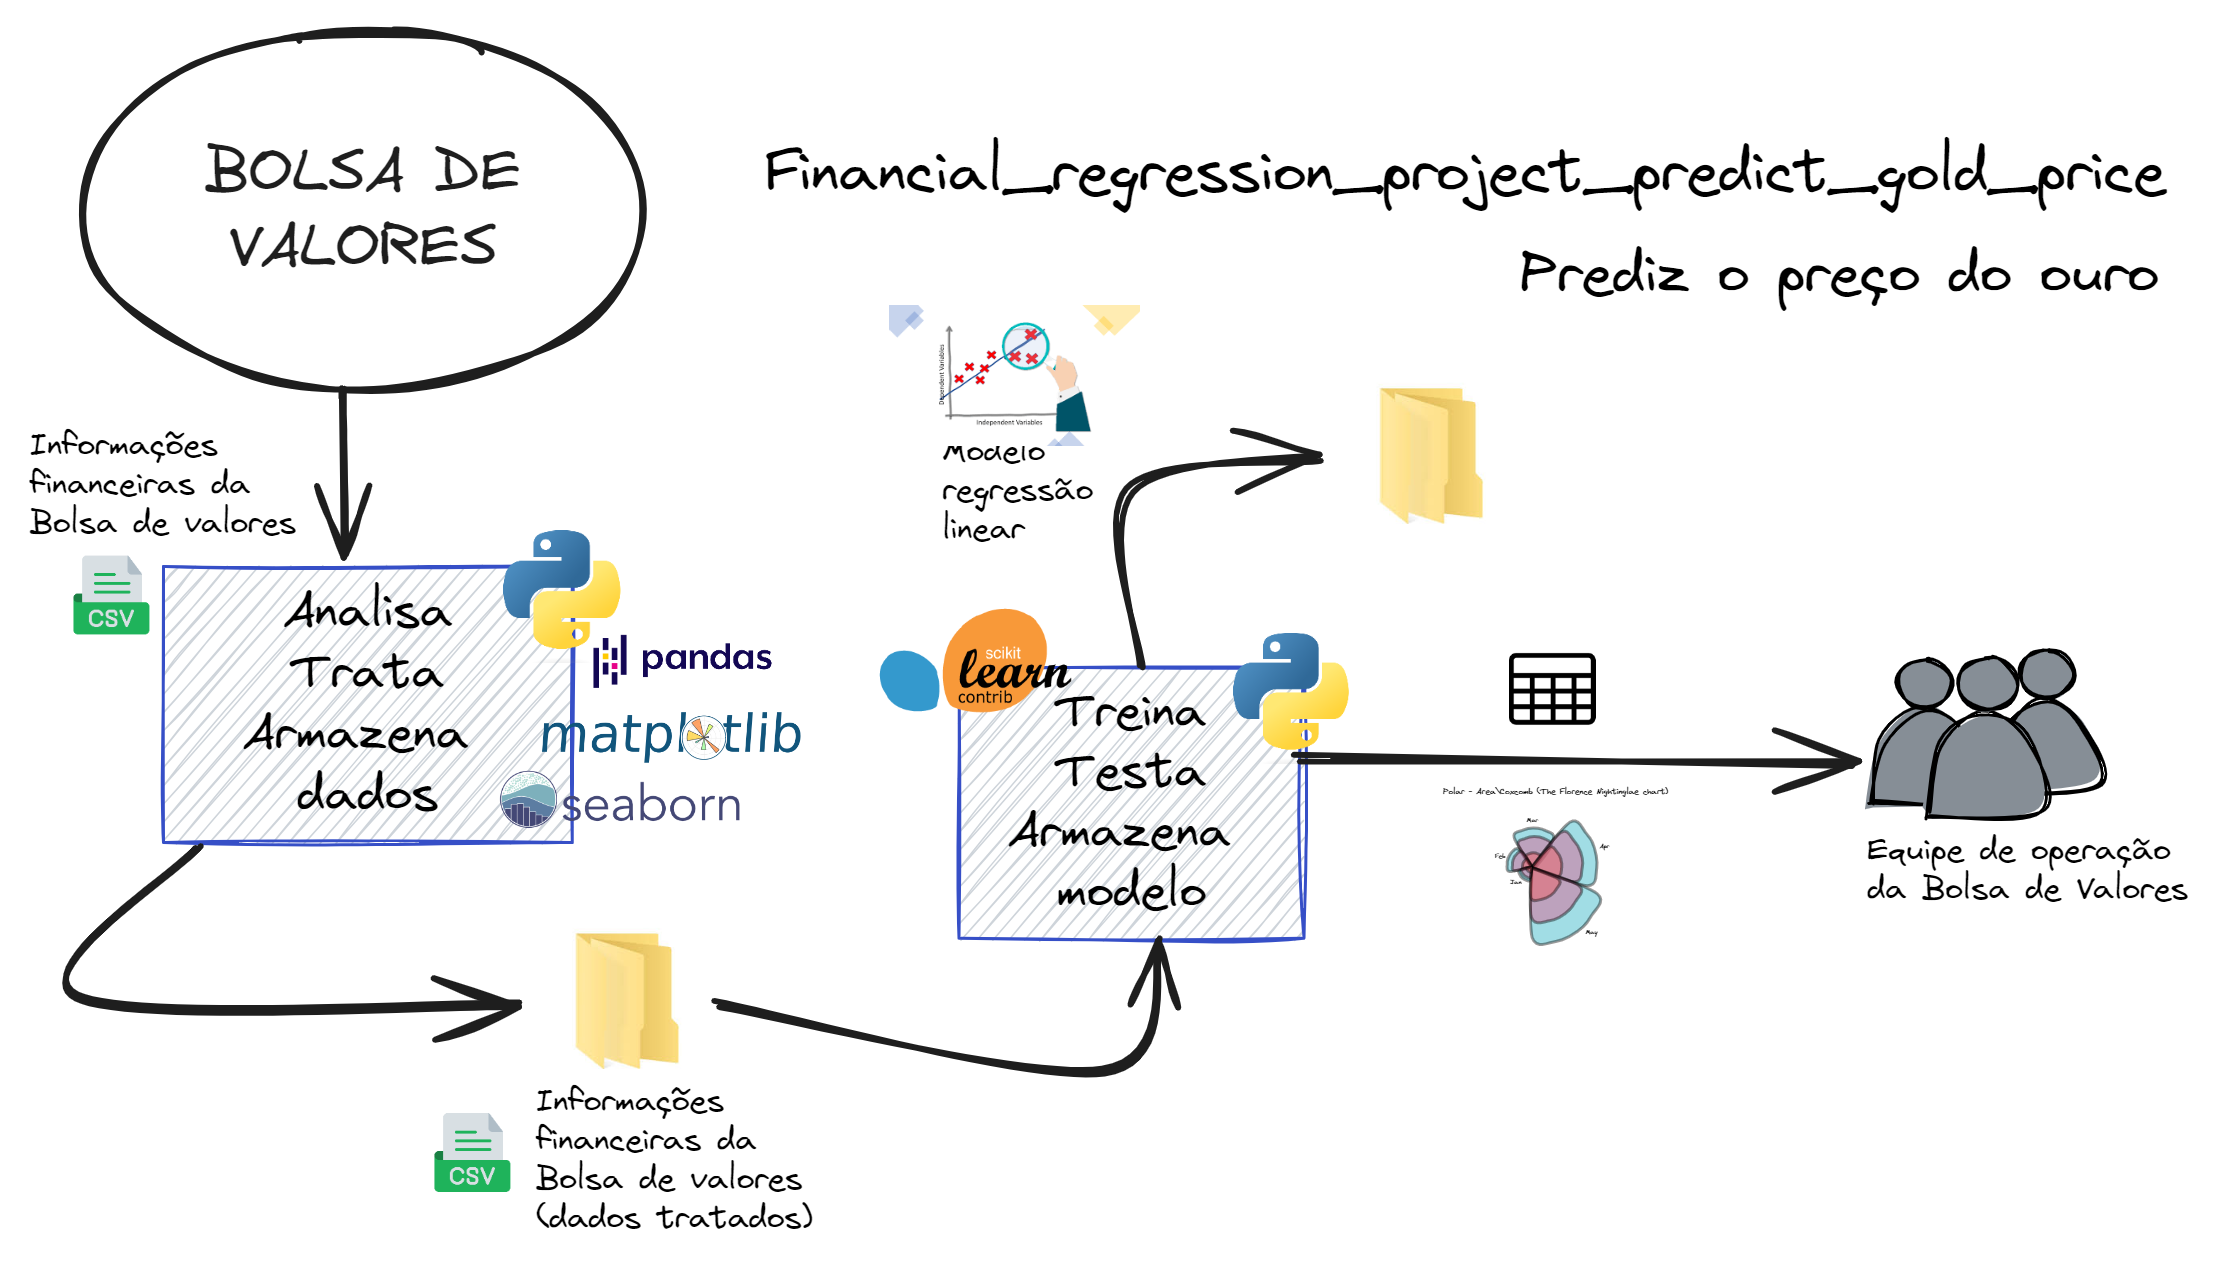 BOLSA DE
VALORES
Financial_regression_project_predict_gold_price
Prediz o preço do ouro
Informações
financeiras da
Bolsa de valores
CSV
Analisa
Trata
Armazena
dados
pandas
matplotlib
seaborn
Informações
financeiras da
Bolsa de valores
(dados tratados)
CSV
Dependent Variables
Independent Variables
Modelo
regressão
linear
scikit
learn
contrib
Treina
Testa
Armazena
modelo
Polar - Area\Coxcomb (The Florence Nightinglae chart)
Mar
Apr
Feb
Jan
May
Equipe de operação
da Bolsa de Valores